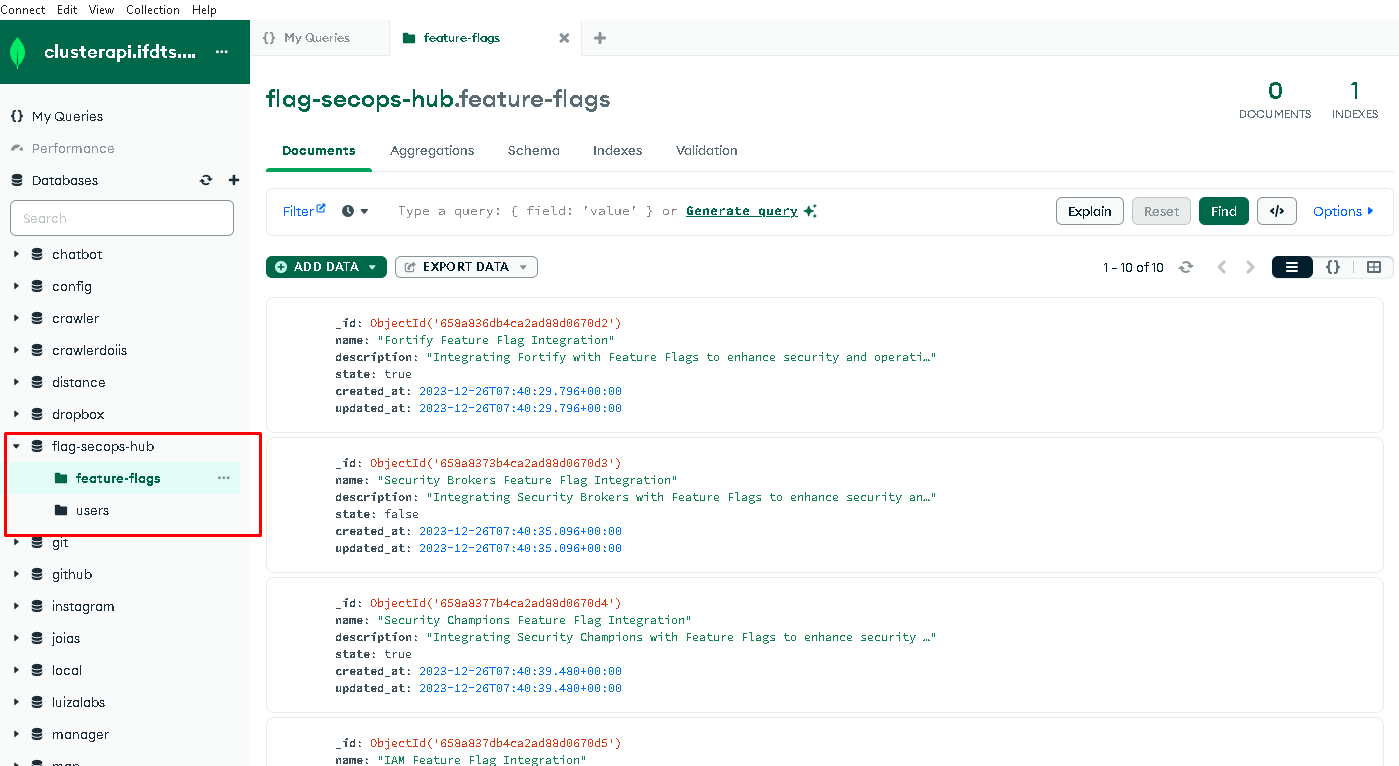 Connect Edit View Collection Help
clusterapi.ifdts....
My Queries
Performance
Databases
Search
chatbot
config
crawler
crawlerdoiis
distance
dropbox
flag-secops-hub
feature-flags
users
git
github
instagram
joias
local
luizalabs
manager
{} My Queries
feature-flags
flag-secops-hub.feature-flags
0
DOCUMENTS
1
INDEXES
Documents Aggregations Schema Indexes Validation
Filter Type a query: { field: 'value' } or Generate query Explain Reset Find </> Options
ADD DATA EXPORT DATA 1 – 10 of 10 {}
_id: ObjectId('658a836db4ca2ad88d0670d2')
name: "Fortify Feature Flag Integration"
description: "Integrating Fortify with Feature Flags to enhance security and operati…"
state: true
created_at: 2023-12-26T07:40:29.796+00:00
updated_at: 2023-12-26T07:40:29.796+00:00
_id: ObjectId('658a8373b4ca2ad88d0670d3')
name: "Security Brokers Feature Flag Integration"
description: "Integrating Security Brokers with Feature Flags to enhance security an…"
state: false
created_at: 2023-12-26T07:40:35.096+00:00
updated_at: 2023-12-26T07:40:35.096+00:00
_id: ObjectId('658a8377b4ca2ad88d0670d4')
name: "Security Champions Feature Flag Integration"
description: "Integrating Security Champions with Feature Flags to enhance security …"
state: true
created_at: 2023-12-26T07:40:39.480+00:00
updated_at: 2023-12-26T07:40:39.480+00:00
_id: ObjectId('658a837db4ca2ad88d0670d5')
name: "IAM Feature Flag Integration"